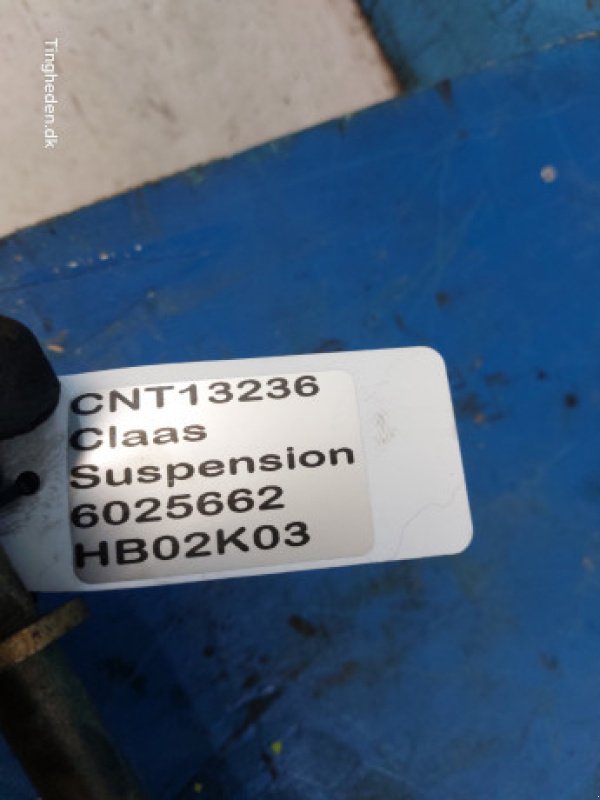 Tingheden.dk
CNT13236
Claas
Suspension
6025662
HB02K03